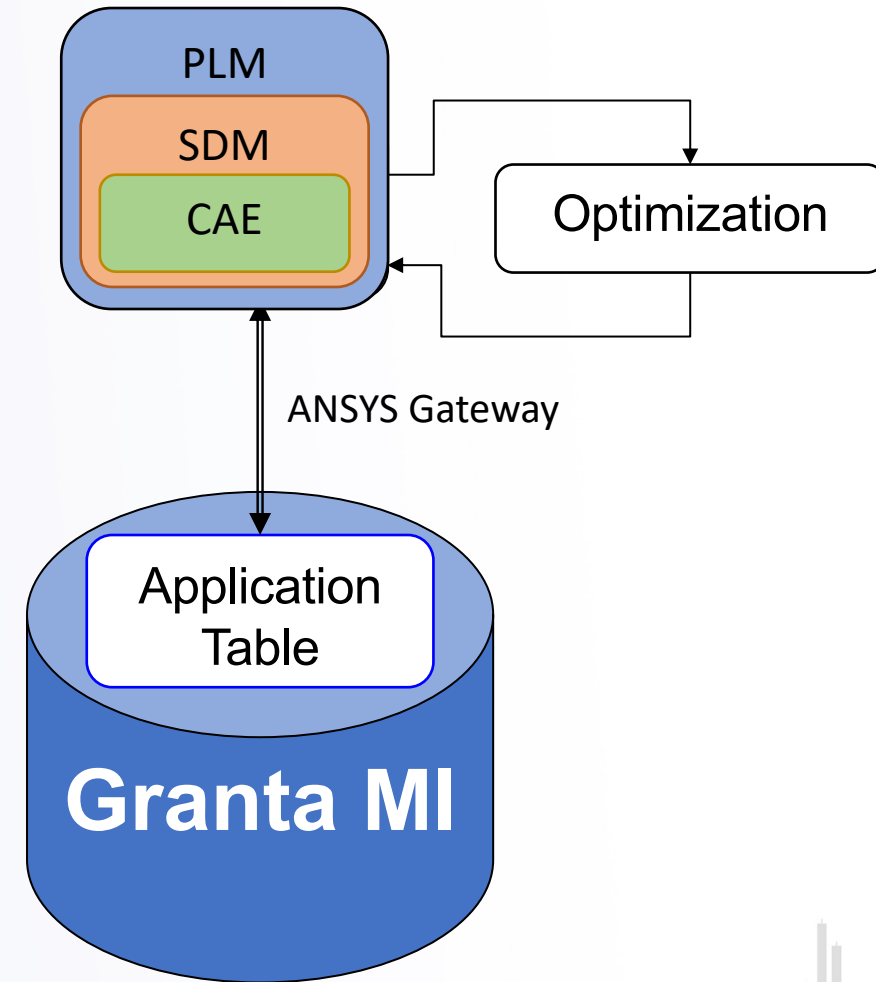 PLM
SDM
CAE
Optimization
ANSYS Gateway
Application
Table
Granta MI